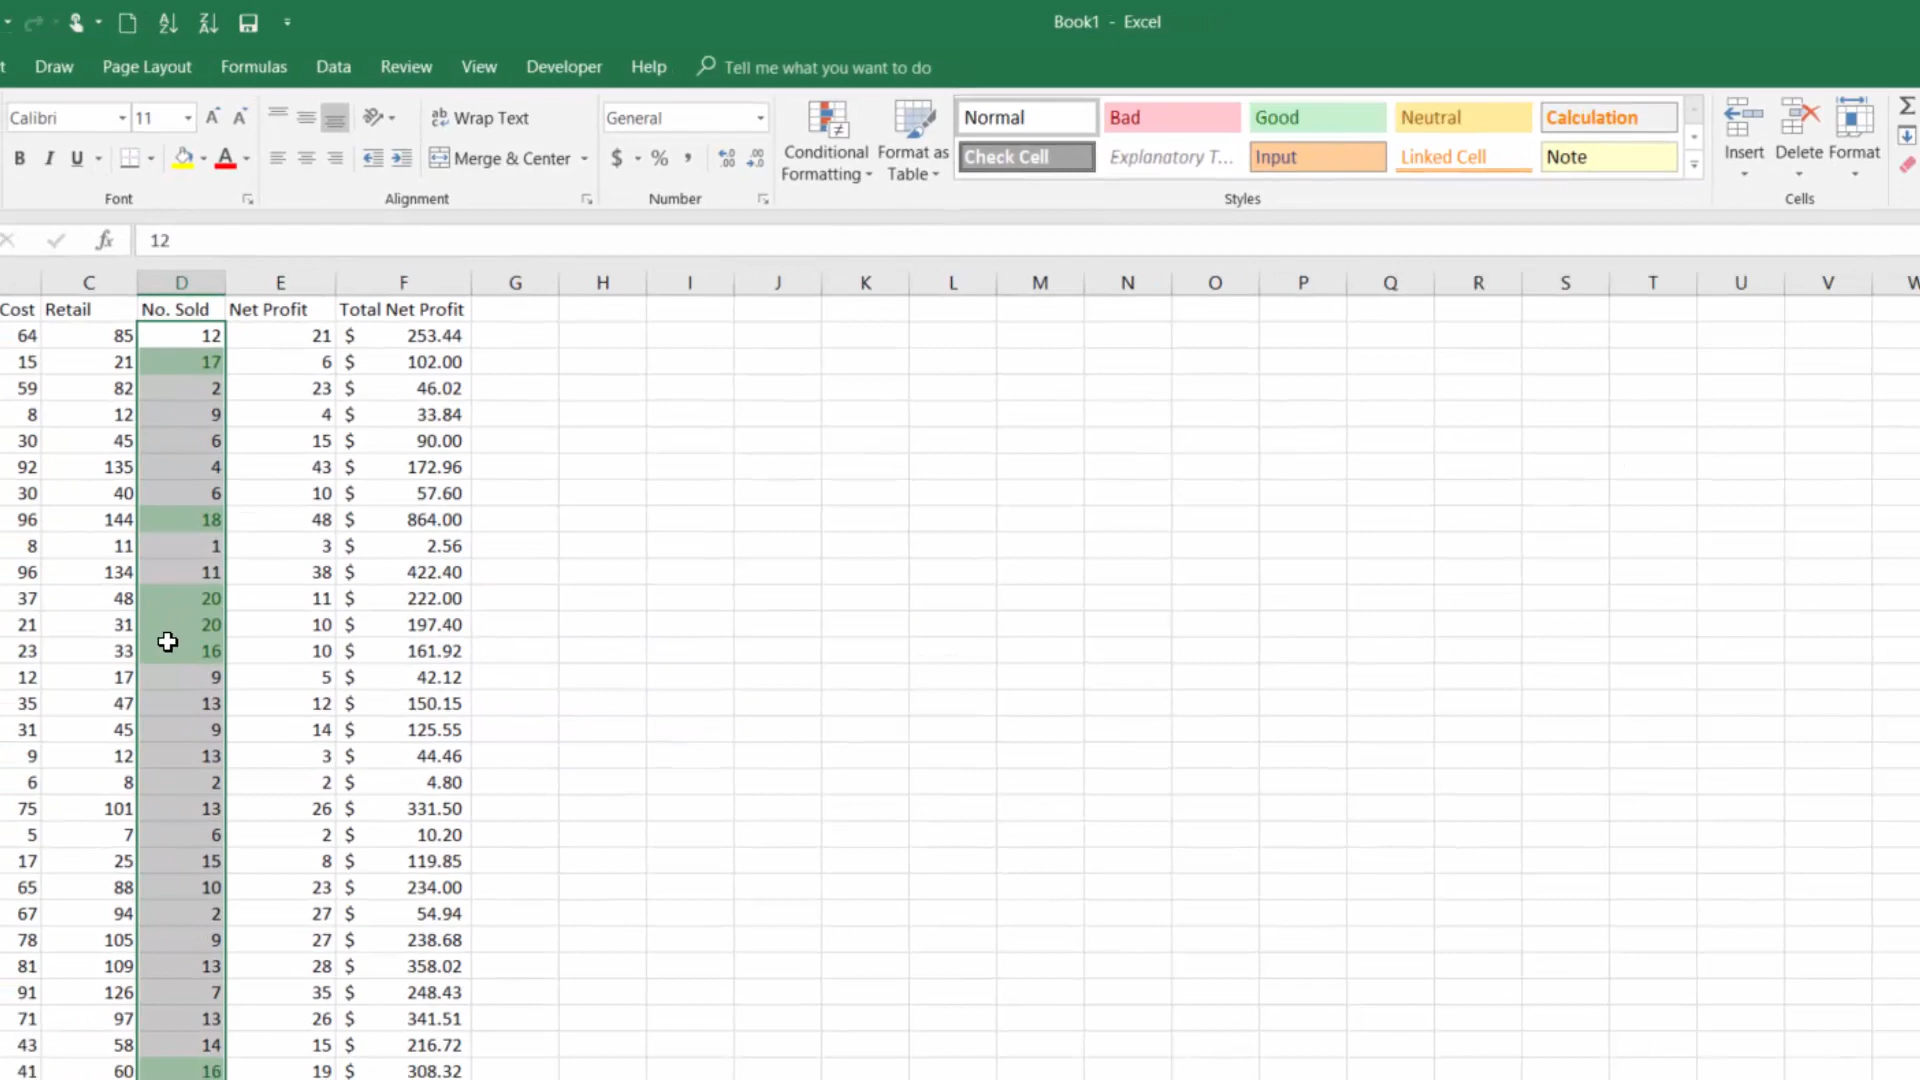 Book1 - Excel
t Draw Page Layout Formulas Data Review View Developer Help Tell me what you want to do
Calibri 11 Wrap Text General Normal Bad Good Neutral Calculation
B I U Merge & Center $ % Conditional Formatting Format as Table Check Cell Explanatory T... Input Linked Cell Note Insert Delete Format
Font Alignment Number Styles Cells
fx 12
C D E F G H I J K L M N O P Q R S T U V W
Cost Retail No. Sold Net Profit Total Net Profit
64 85 12 21 $ 253.44
15 21 17 6 $ 102.00
59 82 2 23 $ 46.02
8 12 9 4 $ 33.84
30 45 6 15 $ 90.00
92 135 4 43 $ 172.96
30 40 6 10 $ 57.60
96 144 18 48 $ 864.00
8 11 1 3 $ 2.56
96 134 11 38 $ 422.40
37 48 20 11 $ 222.00
21 31 20 10 $ 197.40
23 33 16 10 $ 161.92
12 17 9 5 $ 42.12
35 47 13 12 $ 150.15
31 45 9 14 $ 125.55
9 12 13 3 $ 44.46
6 8 2 2 $ 4.80
75 101 13 26 $ 331.50
5 7 6 2 $ 10.20
17 25 15 8 $ 119.85
65 88 10 23 $ 234.00
67 94 2 27 $ 54.94
78 105 9 27 $ 238.68
81 109 13 28 $ 358.02
91 126 7 35 $ 248.43
71 97 13 26 $ 341.51
43 58 14 15 $ 216.72
41 60 16 19 $ 308.32